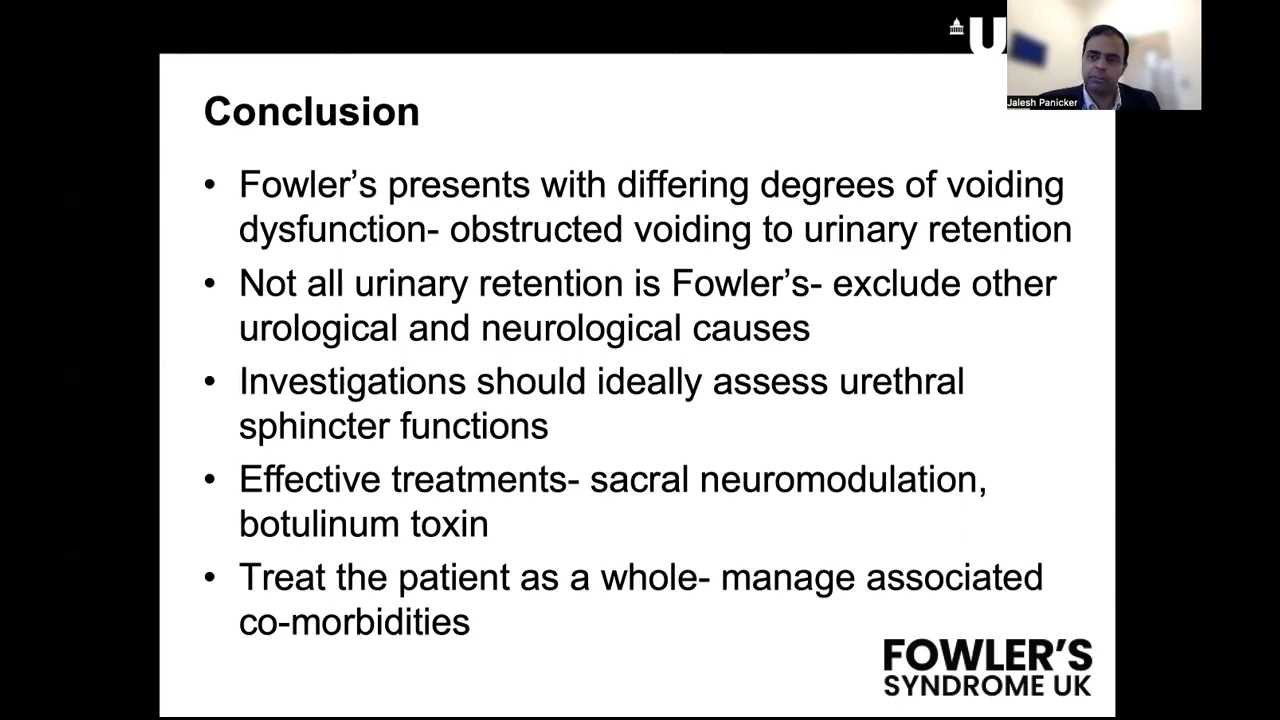 U
Jalesh Panicker
Conclusion
• Fowler's presents with differing degrees of voiding
dysfunction- obstructed voiding to urinary retention
• Not all urinary retention is Fowler's- exclude other
urological and neurological causes
• Investigations should ideally assess urethral
sphincter functions
• Effective treatments- sacral neuromodulation,
botulinum toxin
• Treat the patient as a whole- manage associated
co-morbidities
FOWLER'S
SYNDROME UK